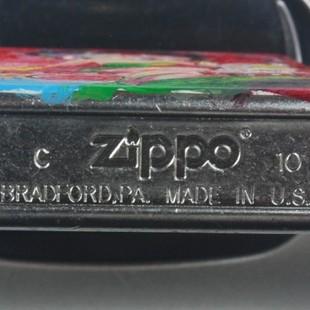 C Zippo® 10
BRADFORD,PA. MADE IN U.S.